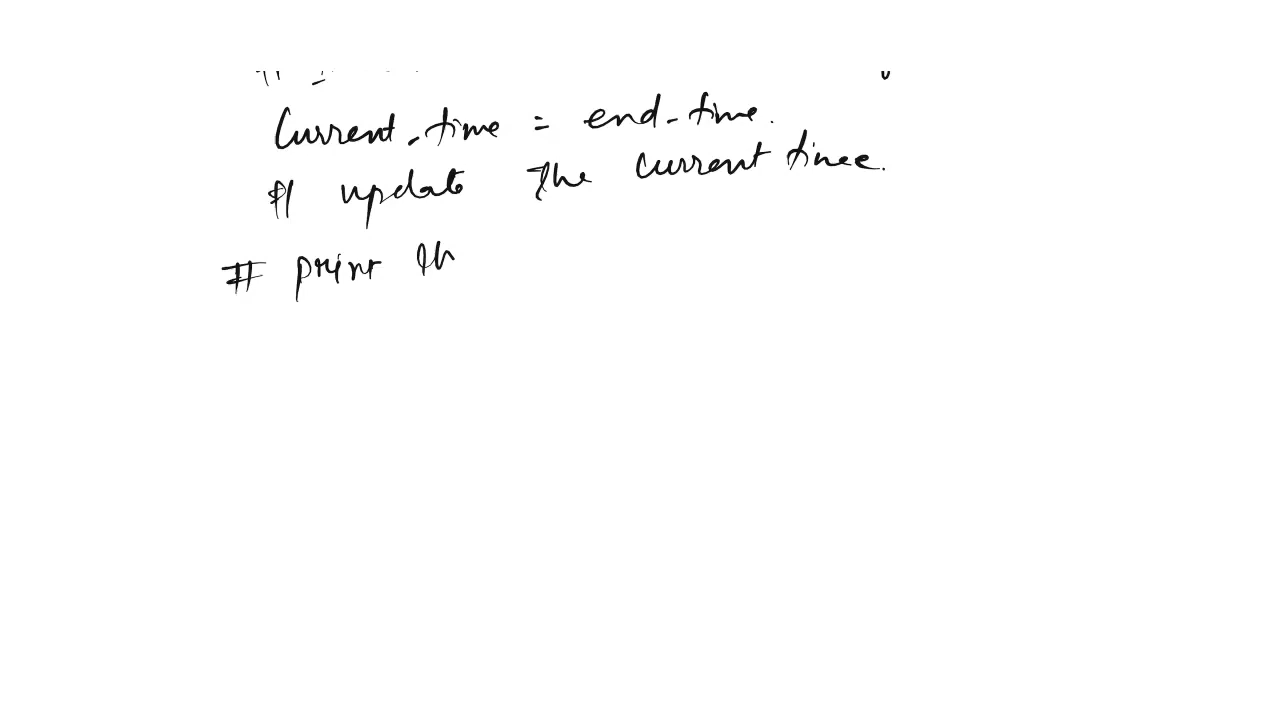 Current_time = end_time.
# update the current time.
# print th